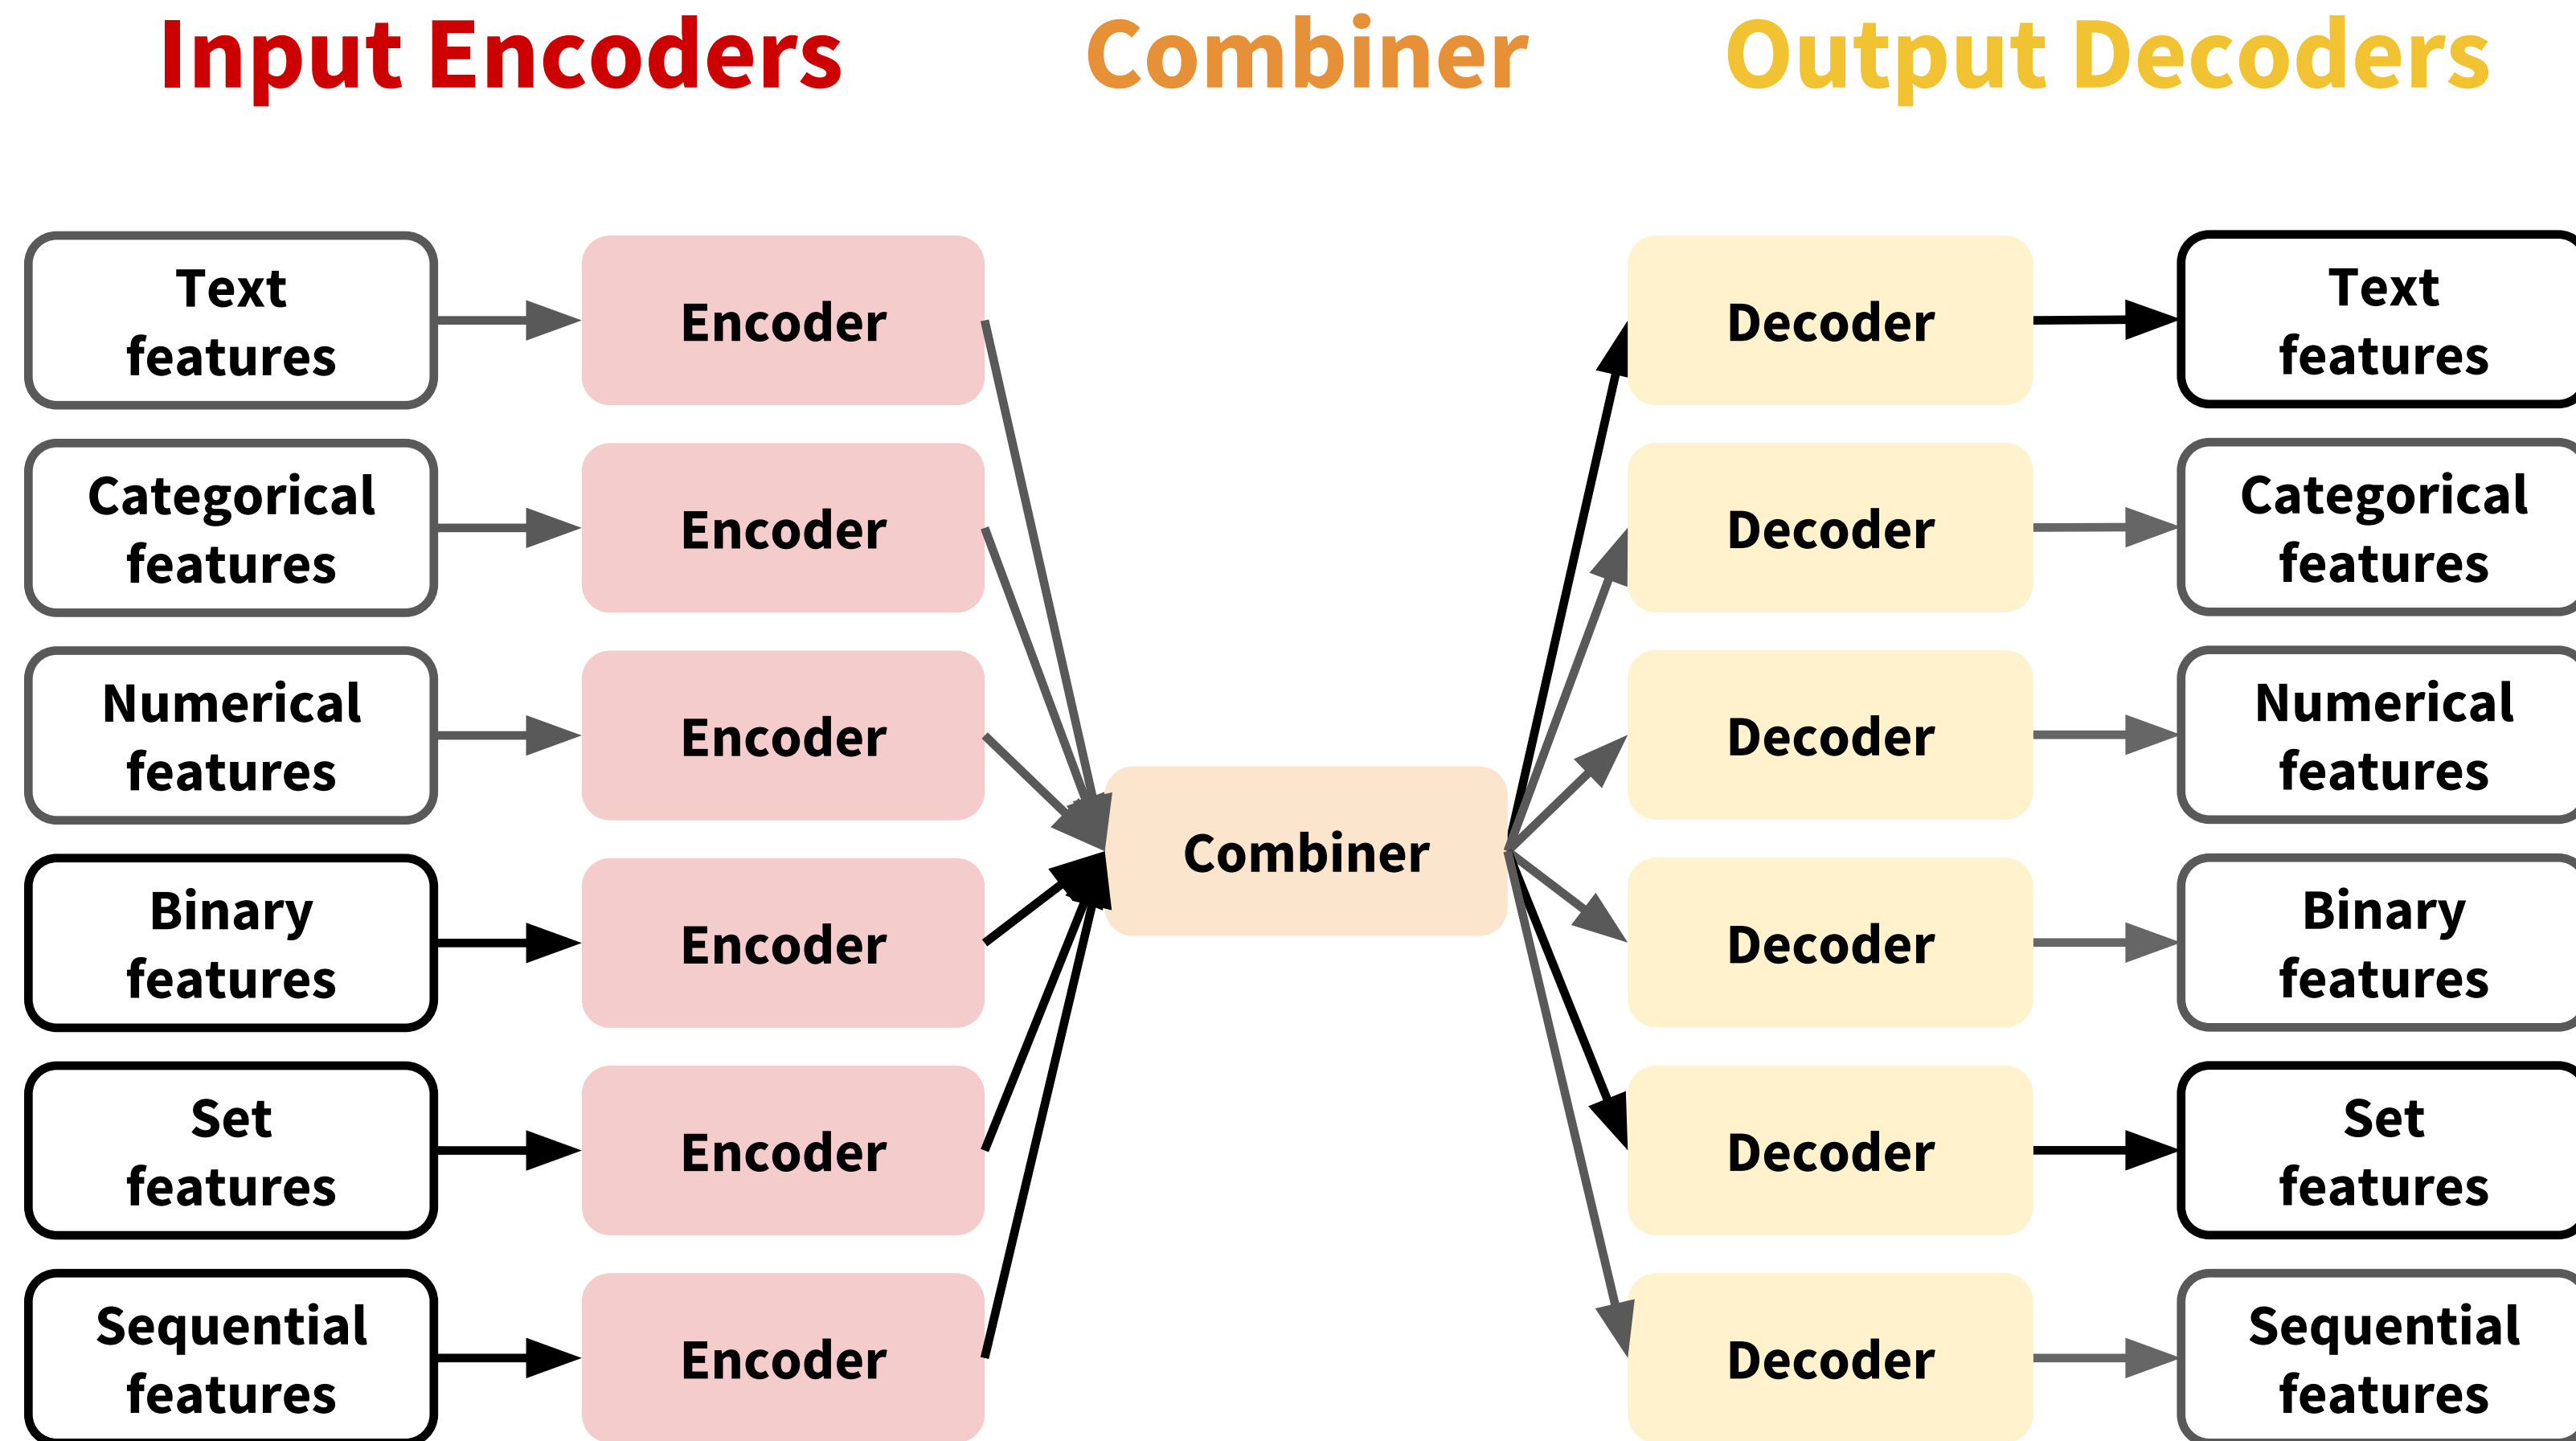 Input Encoders
Combiner
Output Decoders
Text
features
Encoder
Decoder
Text
features
Categorical
features
Encoder
Decoder
Categorical
features
Numerical
features
Encoder
Decoder
Numerical
features
Combiner
Binary
features
Encoder
Decoder
Binary
features
Set
features
Encoder
Decoder
Set
features
Sequential
features
Encoder
Decoder
Sequential
features